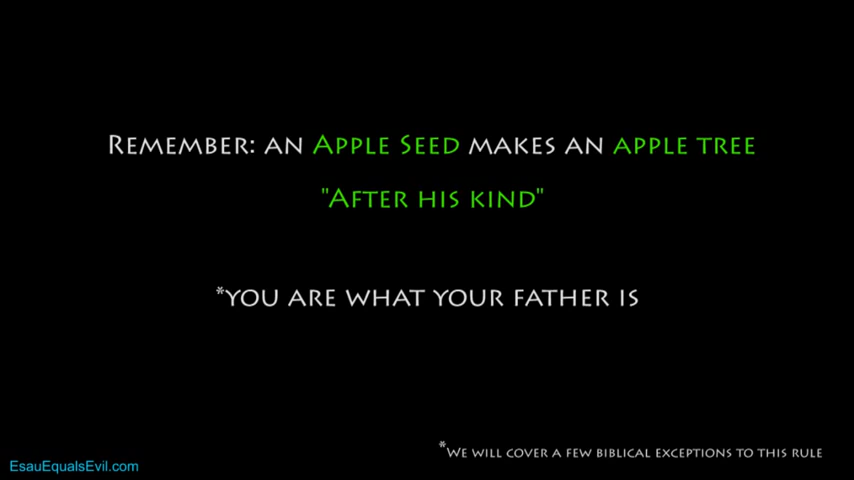 Remember: an Apple Seed makes an apple tree
"After his kind"
*you are what your father is
*We will cover a few biblical exceptions to this rule
EsauEqualsEvil.com